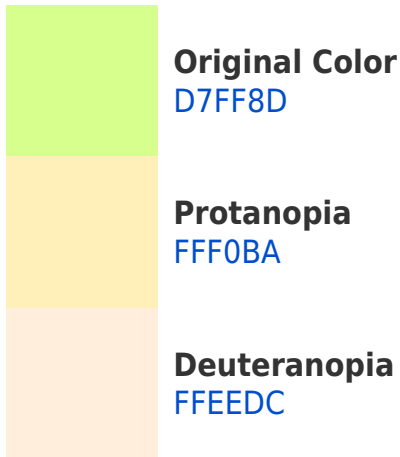 Original Color
D7FF8D
Protanopia
FFF0BA
Deuteranopia
FFEEDC